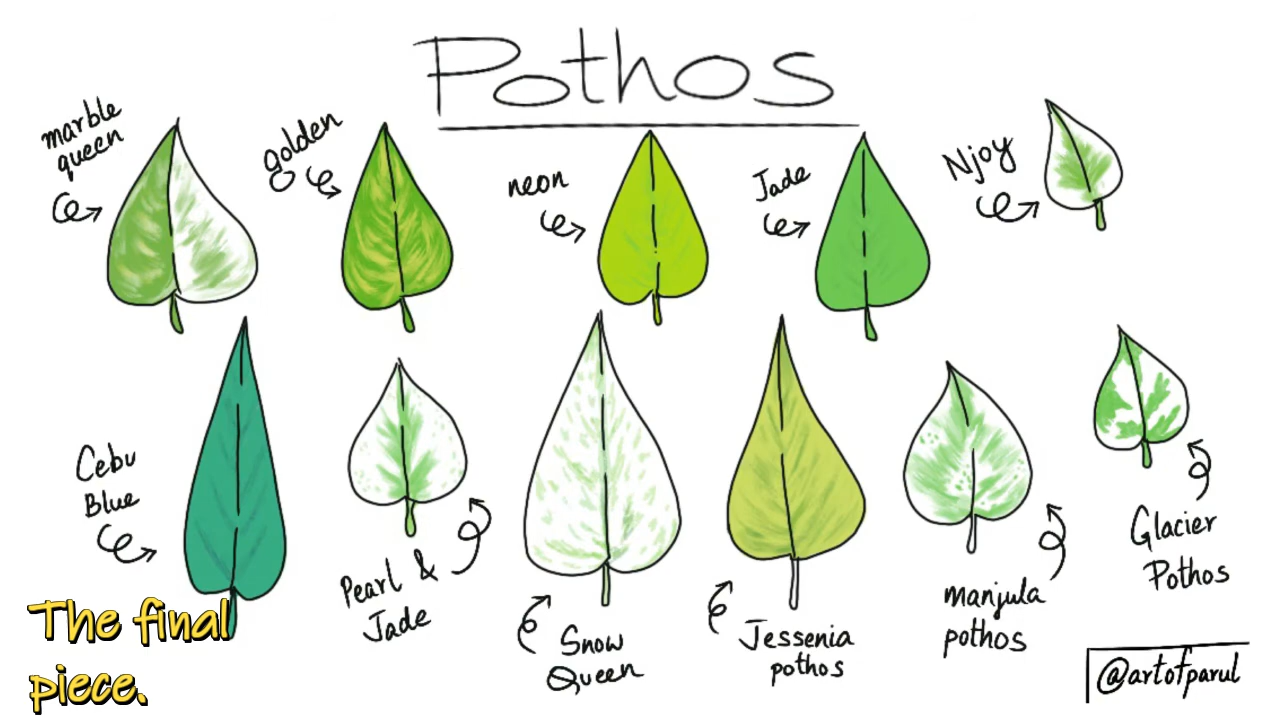 Pothos
marble
queen
golden
neon
Jade
Njoy
Cebu
Blue
Pearl &
Jade
Snow
Queen
Jessenia
pothos
manjula
pothos
Glacier
Pothos
The final
piece.
@artofparul